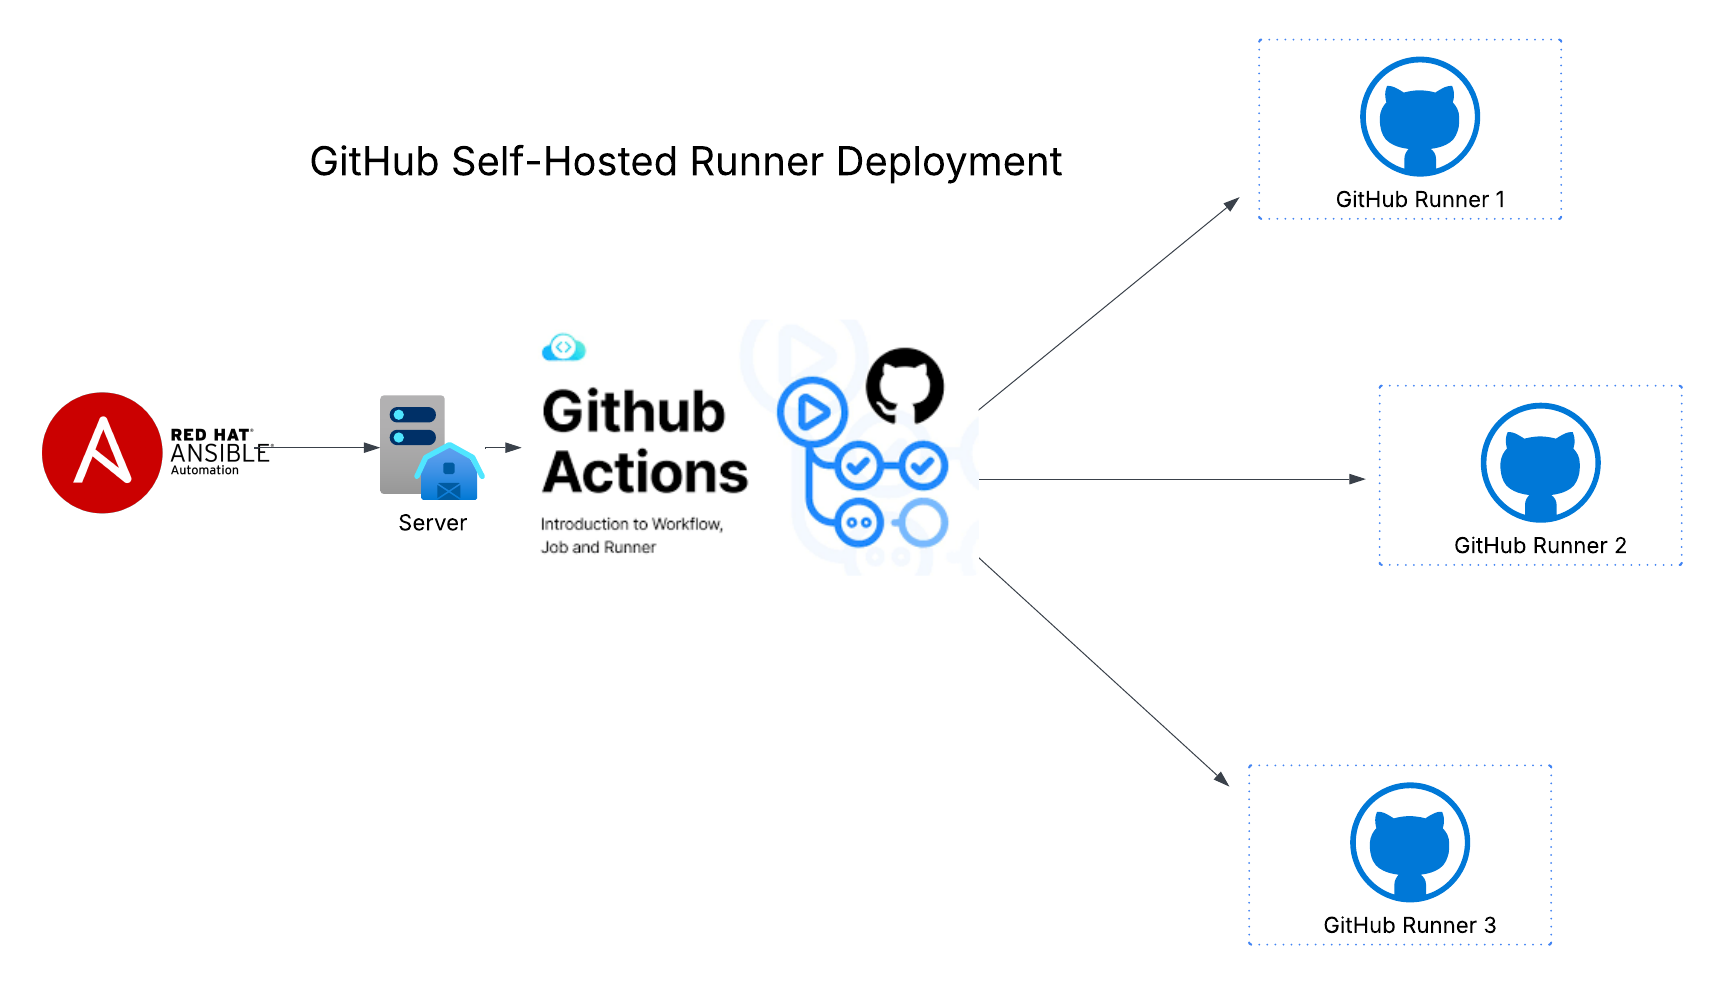 GitHub Self-Hosted Runner Deployment
RED HAT®
ANSIBLE®
Automation
Server
Github
Actions
Introduction to Workflow,
Job and Runner
GitHub Runner 1
GitHub Runner 2
GitHub Runner 3